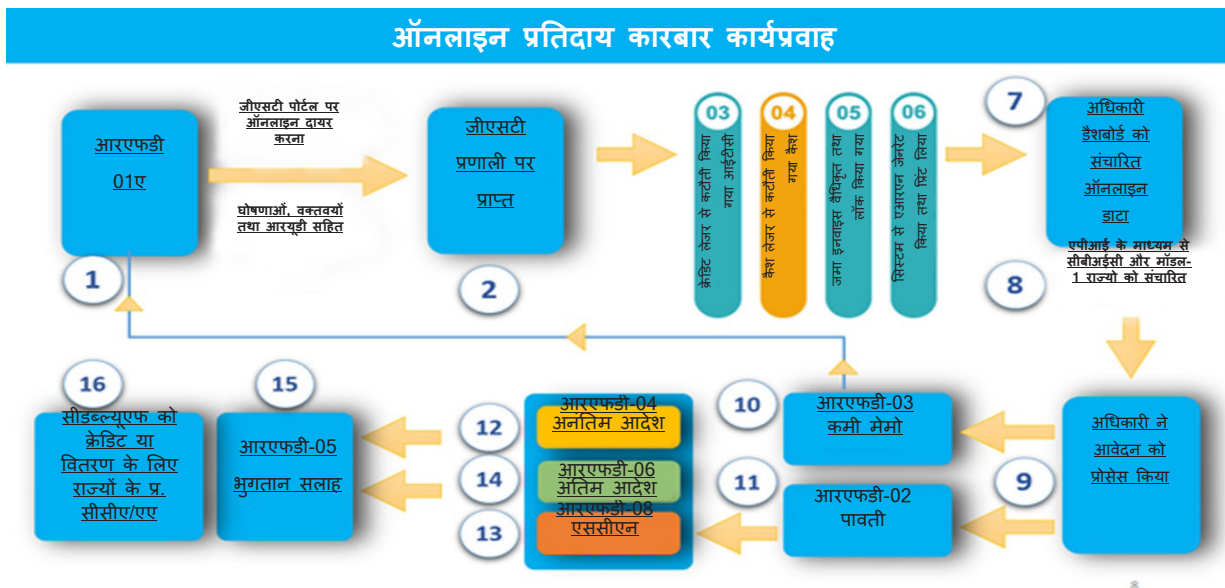 ऑनलाइन प्रतिदाय कारबार कार्यप्रवाह
आरएफडी
01ए
1
जीएसटी पोर्टल पर
ऑनलाइन दायर
करना
घोषणाओं, वक्तवयों
तथा आरयूडी सहित
जीएसटी
प्रणाली पर
प्राप्त
2
03
क्रेडिट लेजर से कटौती किया
गया आईटीसी
04
कैश लेजर से कटौती किया
गया कैश
05
जमा इनवाइस वैधिकृत तथा
लॉक किया गया
06
सिस्टम से एआरएन जेनरेट
किया तथा प्रिंट लिया
7
अधिकारी
डैशबोर्ड को
संचारित
ऑनलाइन
डाटा
8
एपीआई के माध्यम से
सीबीआईसी और मॉडल-
1 राज्यो को संचारित
अधिकारी ने
आवेदन को
प्रोसेस किया
9
10
आरएफडी-03
कमी मेमो
11
आरएफडी-02
पावती
12
आरएफडी-04
अनंतिम आदेश
14
आरएफडी-06
अंतिम आदेश
13
आरएफडी-08
एससीएन
15
आरएफडी-05
भुगतान सलाह
16
सीडब्ल्यूएफ को
क्रेडिट या
वितरण के लिए
राज्यों के प्र.
सीसीए/एए